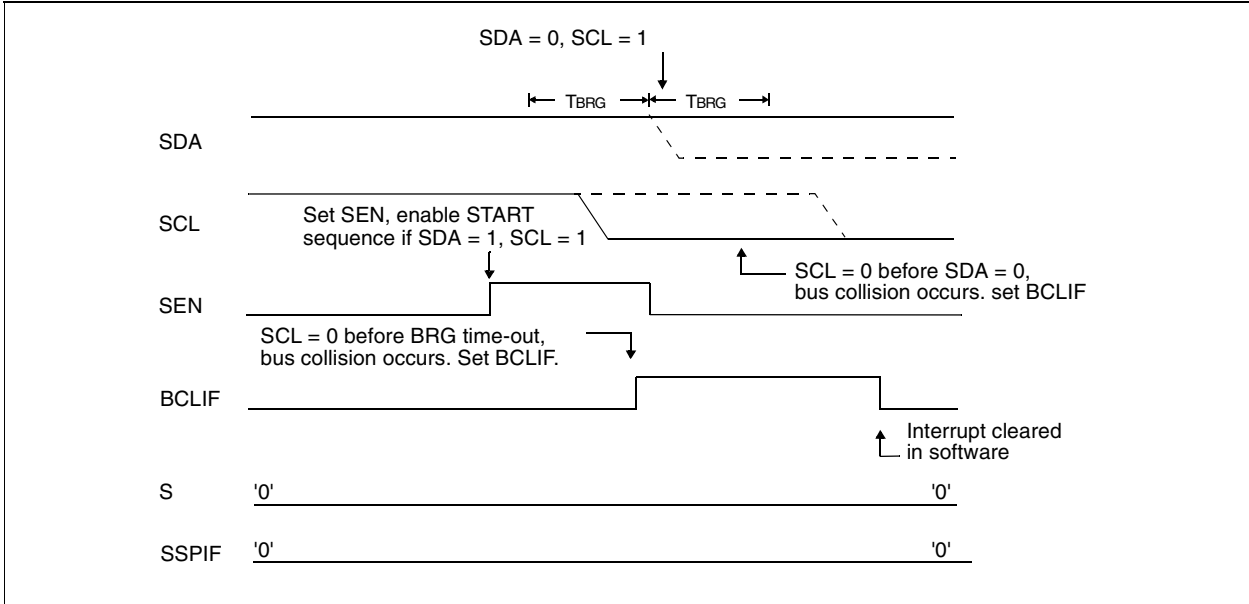 SDA = 0, SCL = 1
TBRG TBRG
SDA
SCL
Set SEN, enable START
sequence if SDA = 1, SCL = 1
SCL = 0 before SDA = 0,
bus collision occurs. set BCLIF
SEN
SCL = 0 before BRG time-out,
bus collision occurs. Set BCLIF.
BCLIF
Interrupt cleared
in software
S '0' '0'
SSPIF '0' '0'